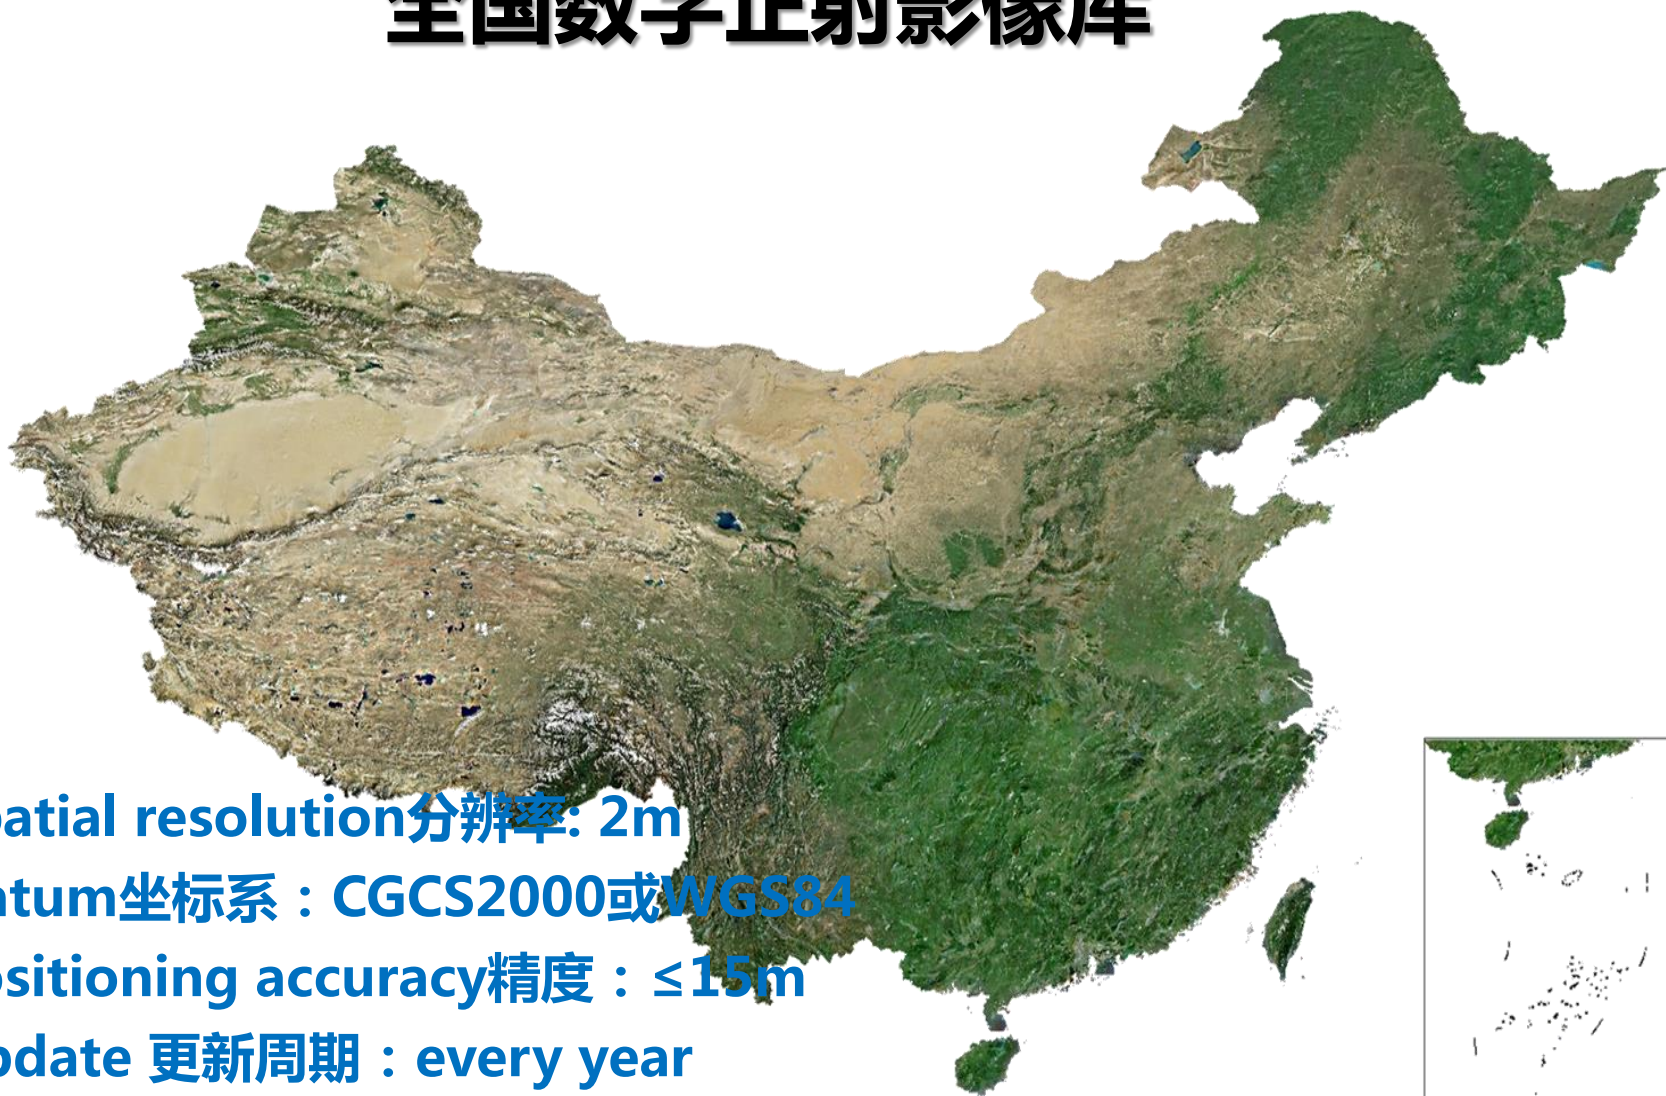 全国数字正射影像库
patial resolution分辨率: 2m
atum坐标系：CGCS2000或WGS84
ositioning accuracy精度：≤15m
pdate 更新周期：every year